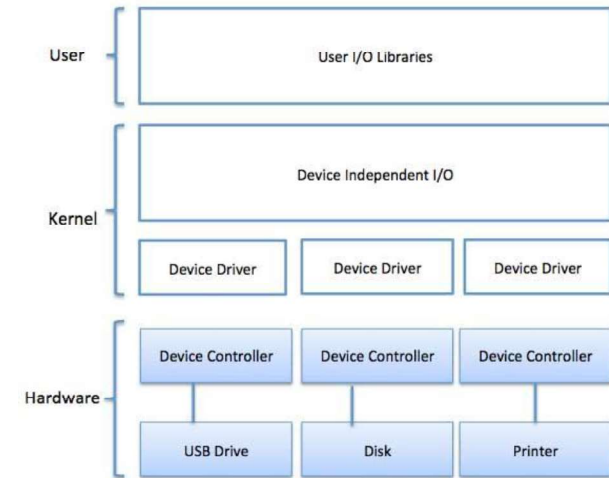 User
User I/O Libraries
Kernel
Device Independent I/O
Device Driver
Device Driver
Device Driver
Hardware
Device Controller
Device Controller
Device Controller
USB Drive
Disk
Printer